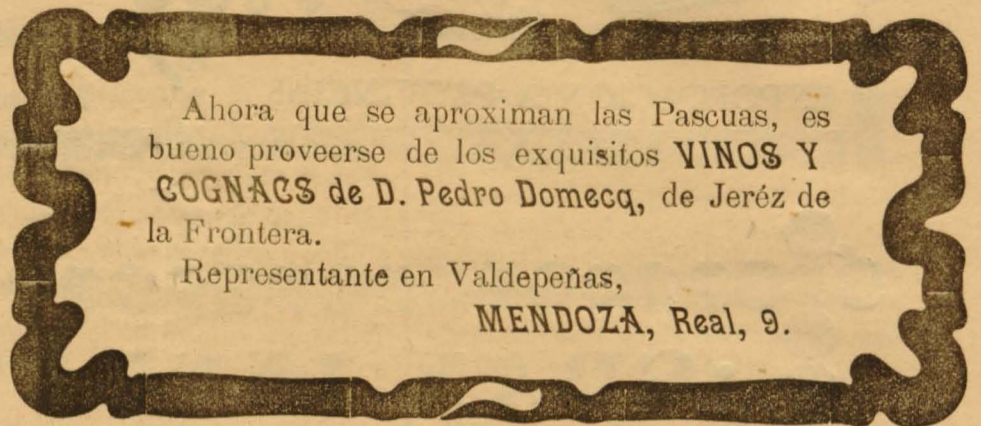 Ahora que se aproximan las Pascuas, es
bueno proveerse de los exquisitos VINOS Y
COGNACS de D. Pedro Domecq, de Jeréz de
la Frontera.
Representante en Valdepeñas,
MENDOZA, Real, 9.